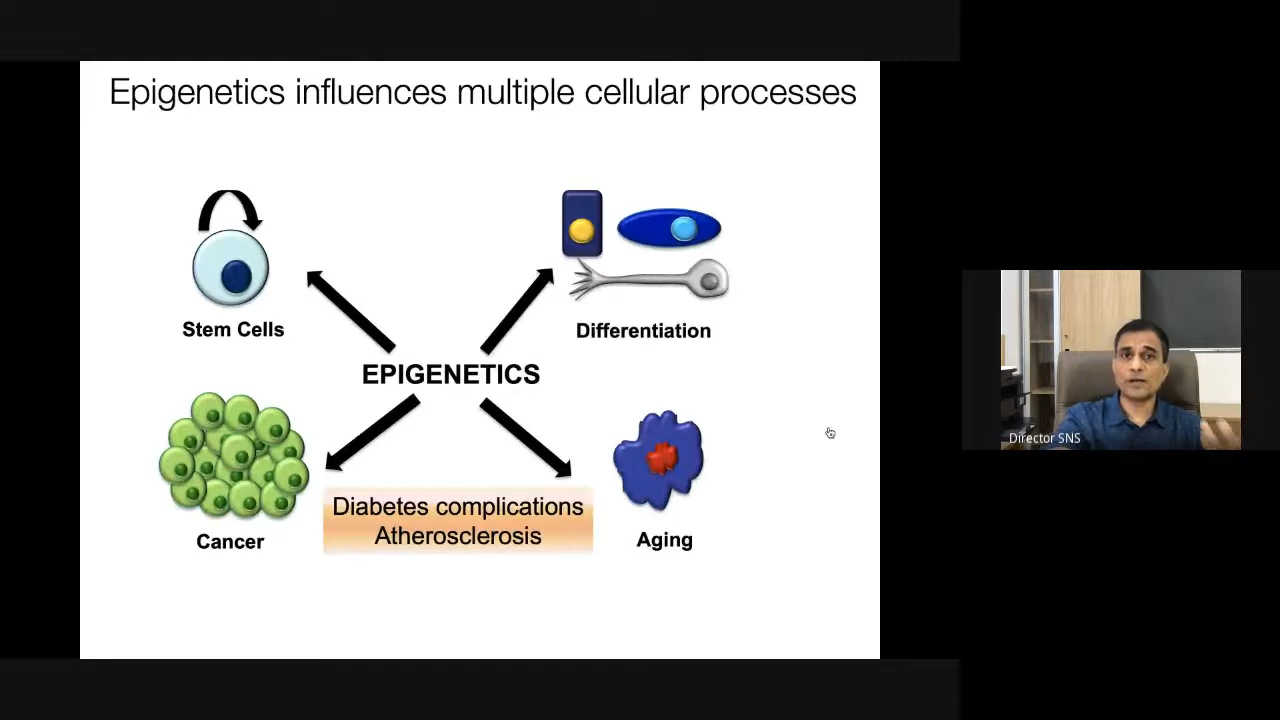 Epigenetics influences multiple cellular processes
Stem Cells
Differentiation
EPIGENETICS
Diabetes complications
Atherosclerosis
Cancer
Aging
Director SNS